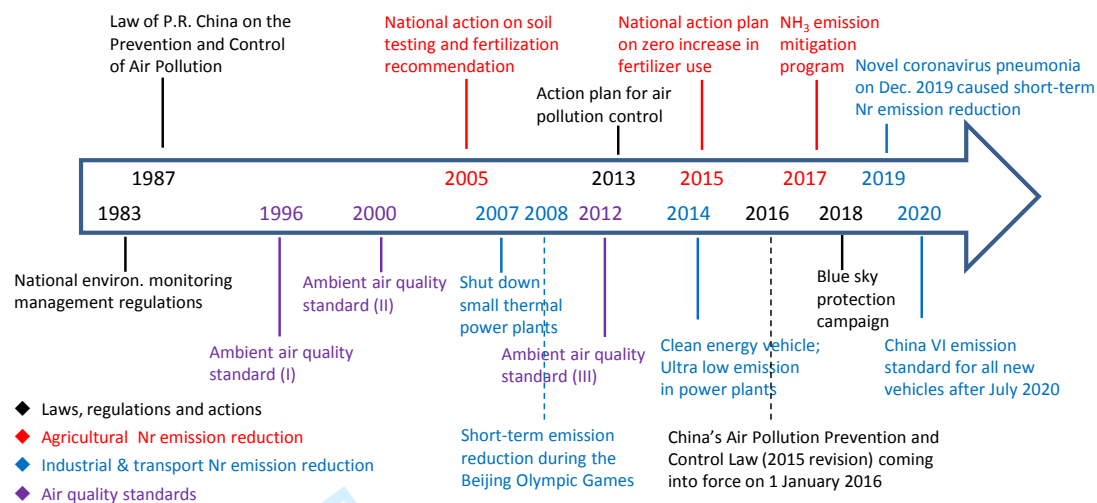 Law of P.R. China on the
Prevention and Control
of Air Pollution
National action on soil
testing and fertilization
recommendation
Action plan for air
pollution control
National action plan
on zero increase in
fertilizer use
NH₃ emission
mitigation
program
Novel coronavirus pneumonia
on Dec. 2019 caused short-term
Nr emission reduction
1987
2005
2013
2015
2017
2019
1983
1996
2000
2007
2008
2012
2014
2016
2018
2020
National environ. monitoring
management regulations
Ambient air quality
standard (I)
Ambient air quality
standard (II)
Shut down
small thermal
power plants
Short-term emission
reduction during the
Beijing Olympic Games
Ambient air quality
standard (III)
Clean energy vehicle;
Ultra low emission
in power plants
China's Air Pollution Prevention and
Control Law (2015 revision) coming
into force on 1 January 2016
Blue sky
protection
campaign
China VI emission
standard for all new
vehicles after July 2020
Laws, regulations and actions
Agricultural Nr emission reduction
Industrial & transport Nr emission reduction
Air quality standards